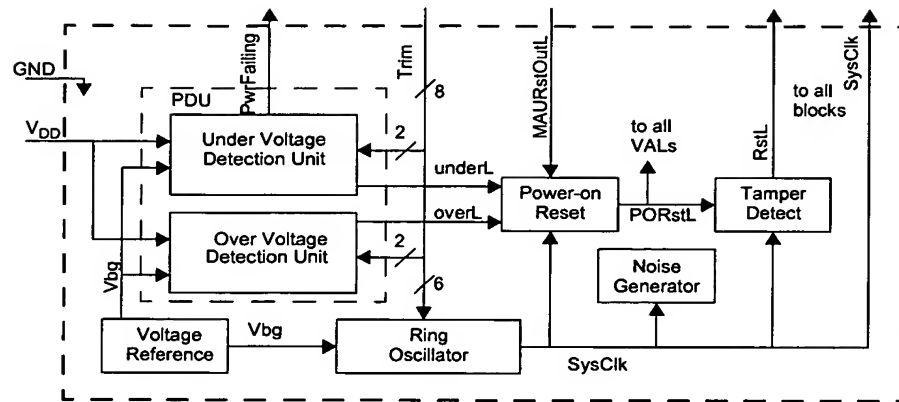 GND
V_DD
PDU
PwrFailing
Trim
8
MAURstOutL
RstL
SysClk
to all
blocks
to all
VALs
Under Voltage
Detection Unit
2
underL
overL
Power-on
Reset
PORstL
Tamper
Detect
Over Voltage
Detection Unit
2
6
Vbg
Noise
Generator
Voltage
Reference
Vbg
Ring
Oscillator
SysClk